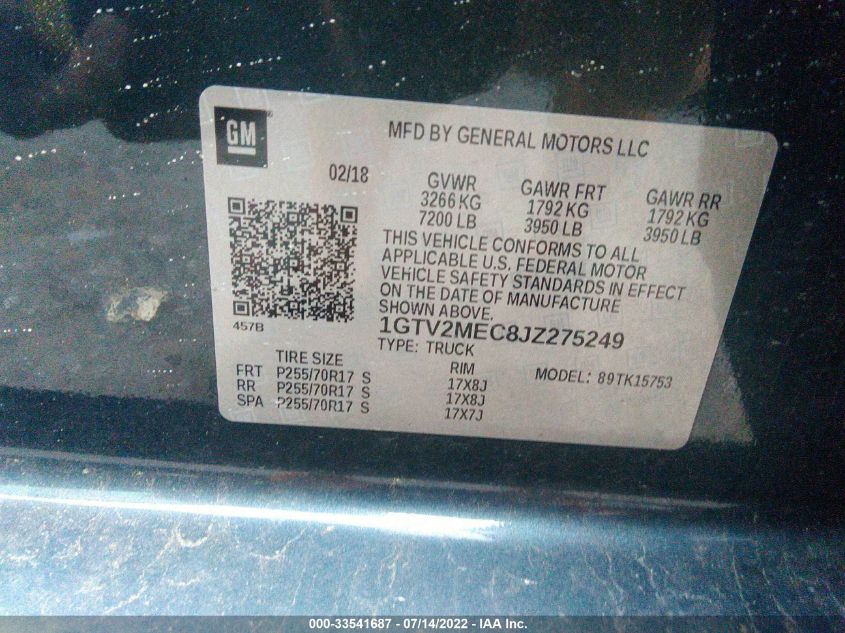 GM
MFD BY GENERAL MOTORS LLC
02/18
GVWR GAWR FRT GAWR RR
3266 KG 1792 KG 1792 KG
7200 LB 3950 LB 3950 LB
THIS VEHICLE CONFORMS TO ALL
APPLICABLE U.S. FEDERAL MOTOR
VEHICLE SAFETY STANDARDS IN EFFECT
ON THE DATE OF MANUFACTURE
SHOWN ABOVE.
457B
1GTV2MEC8JZ275249
TYPE: TRUCK
TIRE SIZE RIM MODEL: 89TK15753
FRT P255/70R17 S 17X8J
RR P255/70R17 S 17X8J
SPA P255/70R17 S 17X7J
000-33541687 - 07/14/2022 - IAA Inc.